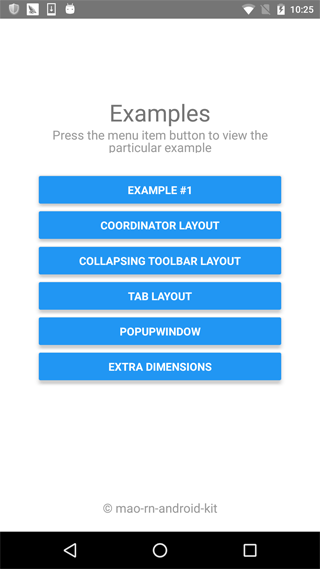 10:25
Examples
Press the menu item button to view the
particular example
EXAMPLE #1
COORDINATOR LAYOUT
COLLAPSING TOOLBAR LAYOUT
TAB LAYOUT
POPUPWINDOW
EXTRA DIMENSIONS
© mao-rn-android-kit